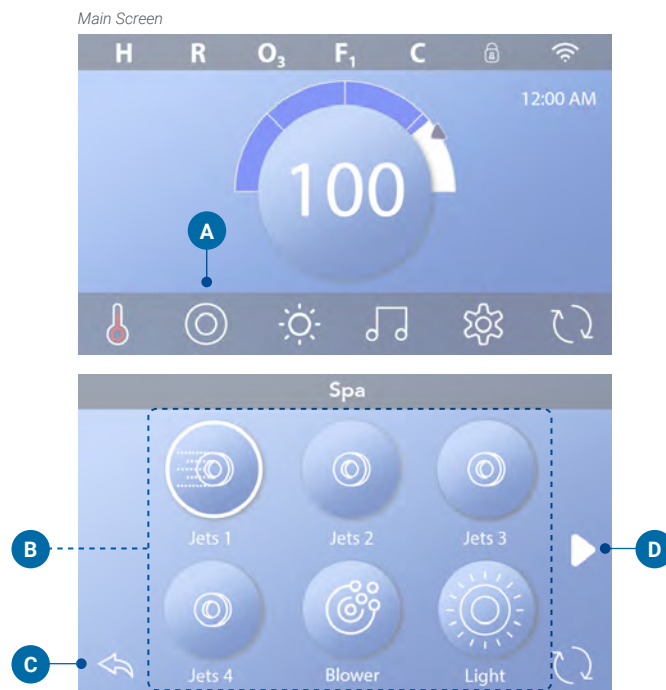 Main Screen
H R O₃ F₁ C
12:00 AM
100
A
Spa
Jets 1 Jets 2 Jets 3
B D
Jets 4 Blower Light
C